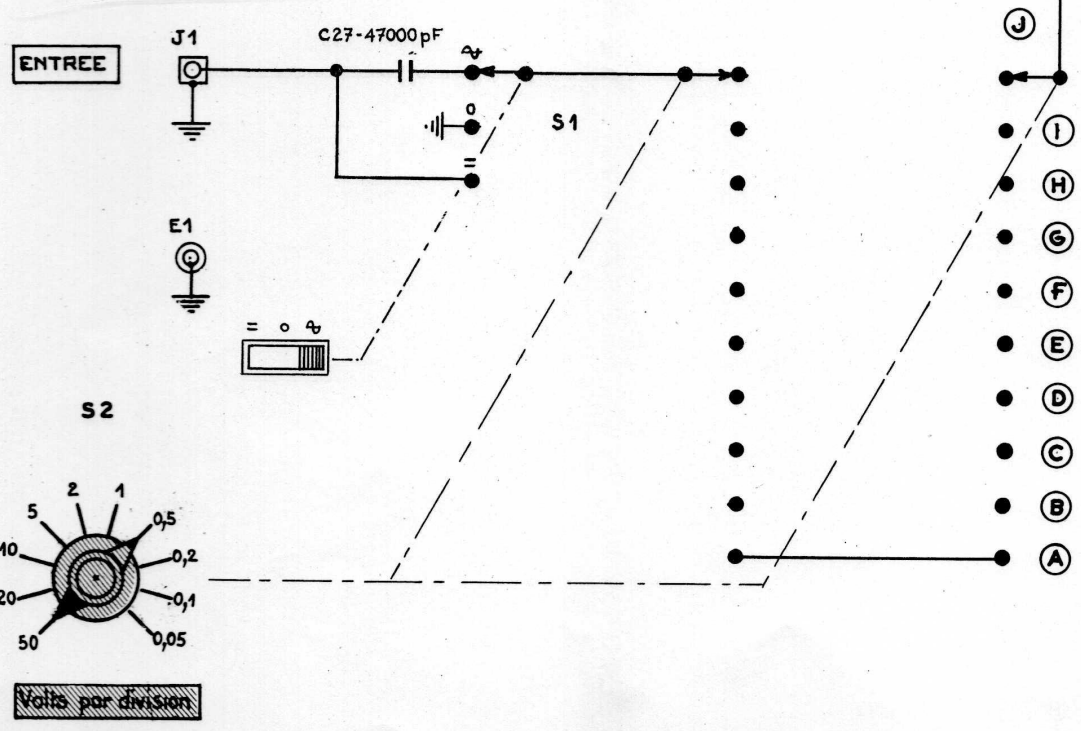 J
J1
C27-47000pF
ENTREE
∿
0
S1
=
I
H
E1
G
F
= 0 ∿
E
D
S2
C
2 1
5 0,5
B
10 0,2
A
20 0,1
50 0,05
Volts par division